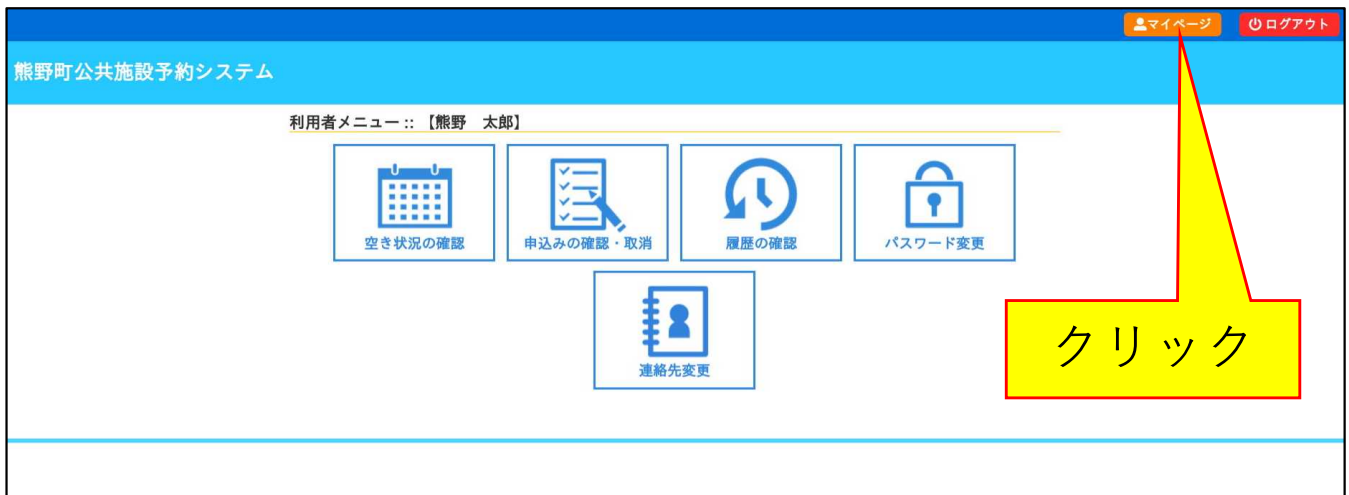 マイページ ログアウト
熊野町公共施設予約システム
利用者メニュー :: 【熊野　太郎】
空き状況の確認 申込みの確認・取消 履歴の確認 パスワード変更
連絡先変更
クリック